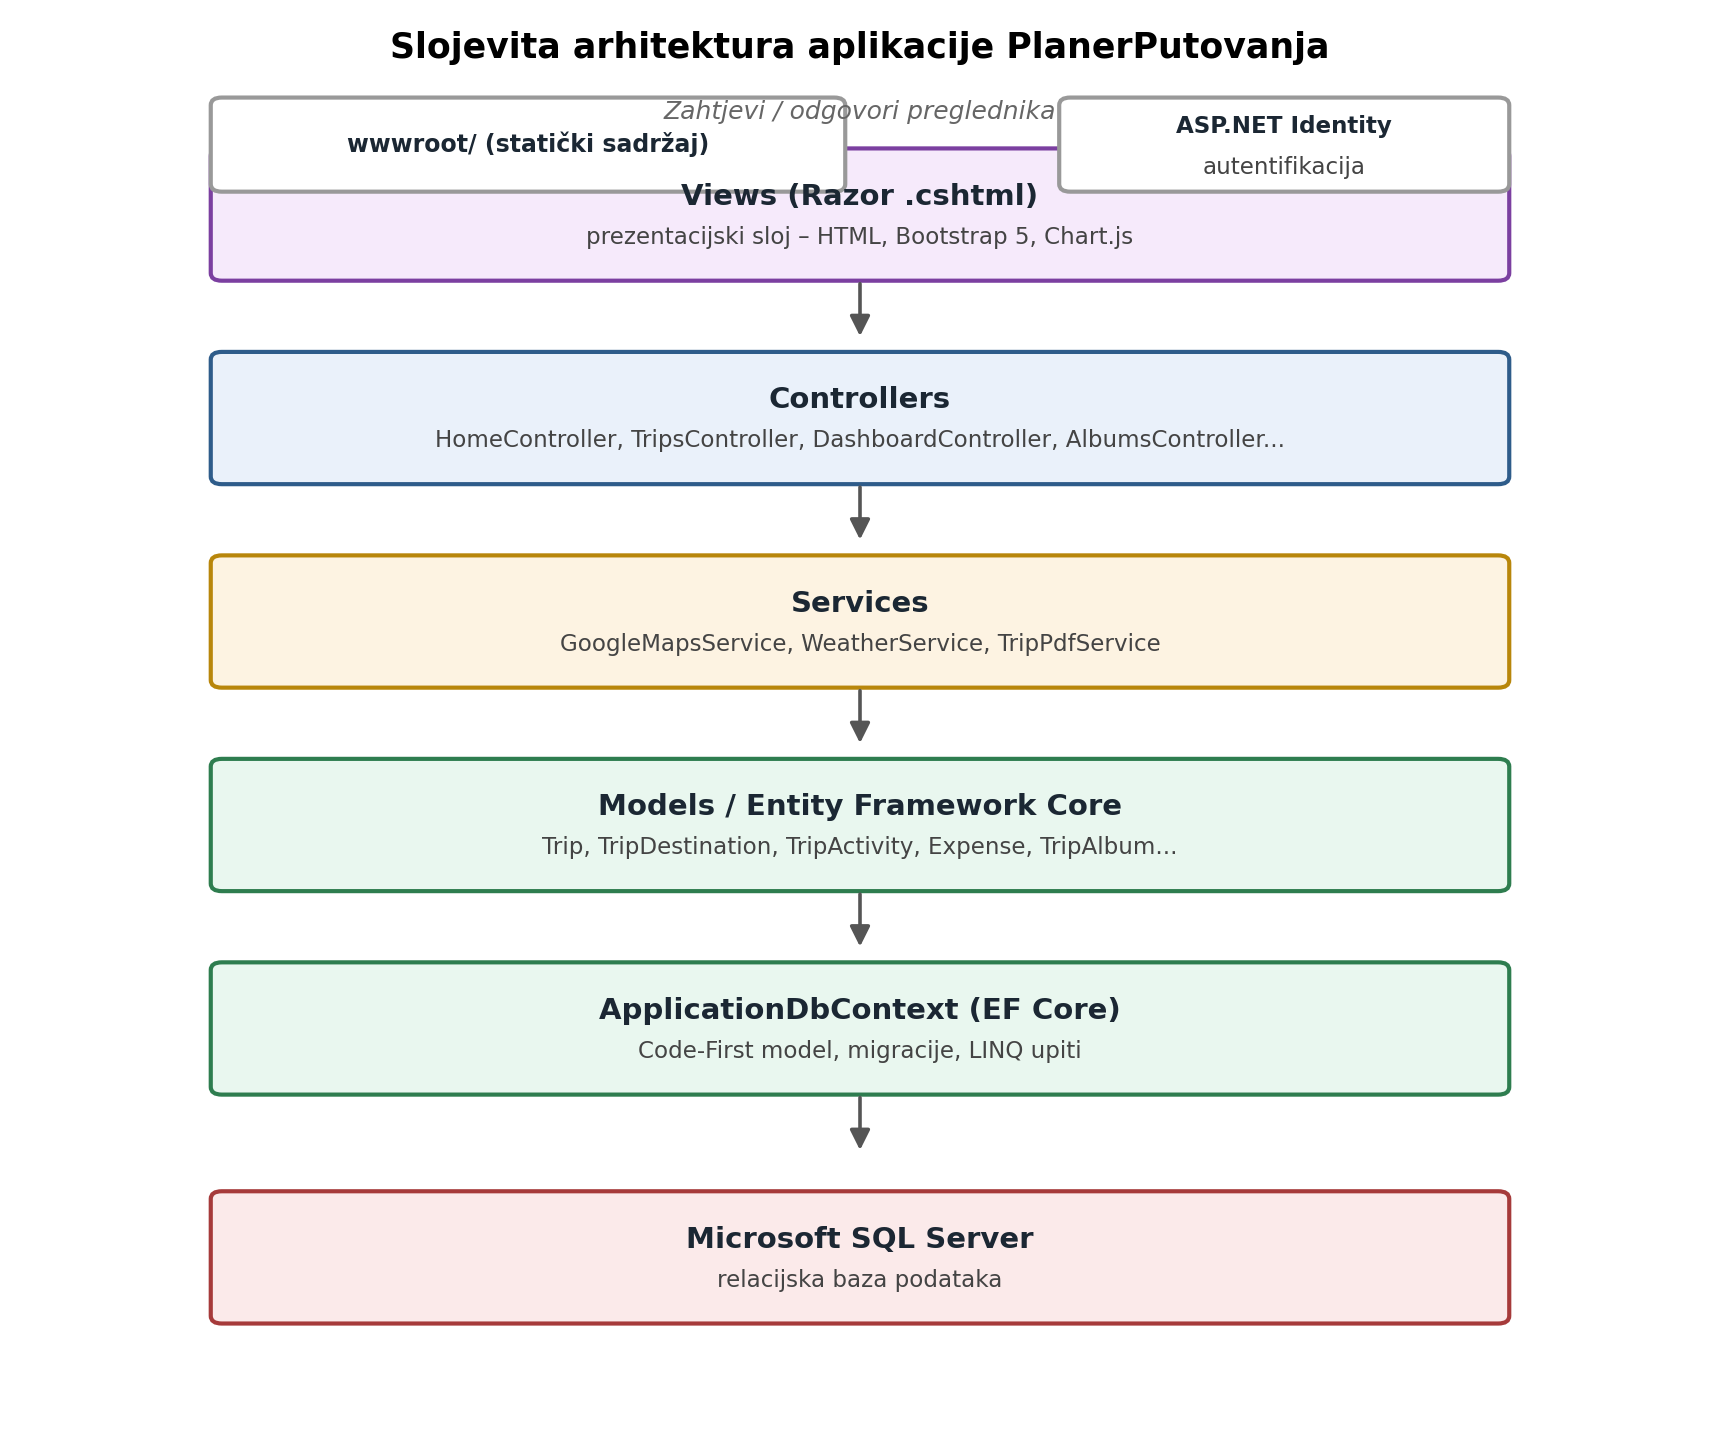 Slojevita arhitektura aplikacije PlanerPutovanja
Zahtjevi / odgovori preglednika
wwwroot/ (statički sadržaj)
ASP.NET Identity
autentifikacija
Views (Razor .cshtml)
prezentacijski sloj – HTML, Bootstrap 5, Chart.js
Controllers
HomeController, TripsController, DashboardController, AlbumsController...
Services
GoogleMapsService, WeatherService, TripPdfService
Models / Entity Framework Core
Trip, TripDestination, TripActivity, Expense, TripAlbum...
ApplicationDbContext (EF Core)
Code-First model, migracije, LINQ upiti
Microsoft SQL Server
relacijska baza podataka